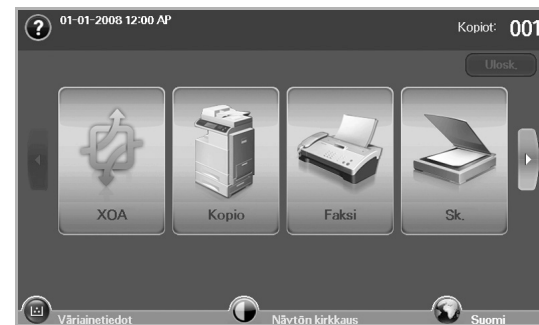 ? 01-01-2008 12:00 AP Kopiot: 001
Ulosk.
XOA Kopio Faksi Sk.
Väriainetiedot Näytön kirkkaus Suomi